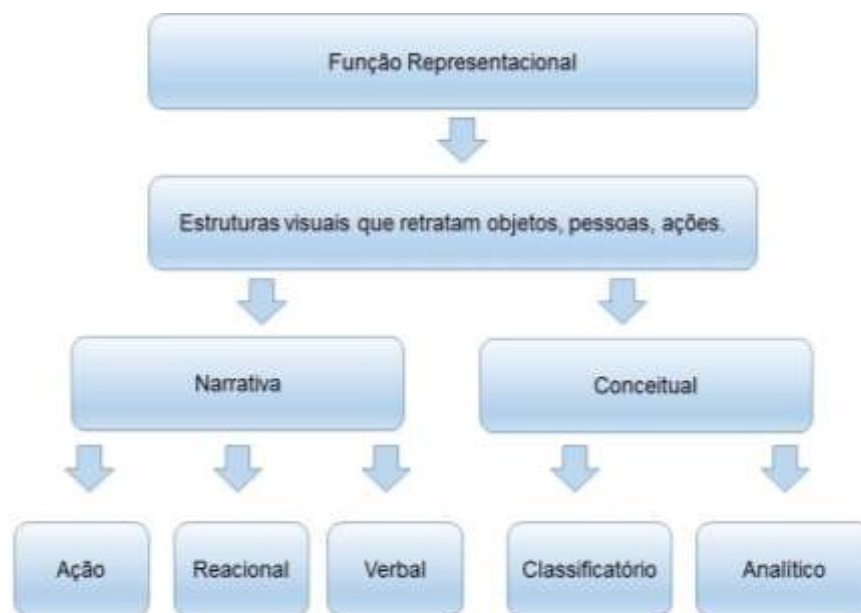 Função Representacional
Estruturas visuais que retratam objetos, pessoas, ações.
Narrativa
Conceitual
Ação
Reacional
Verbal
Classificatório
Analítico